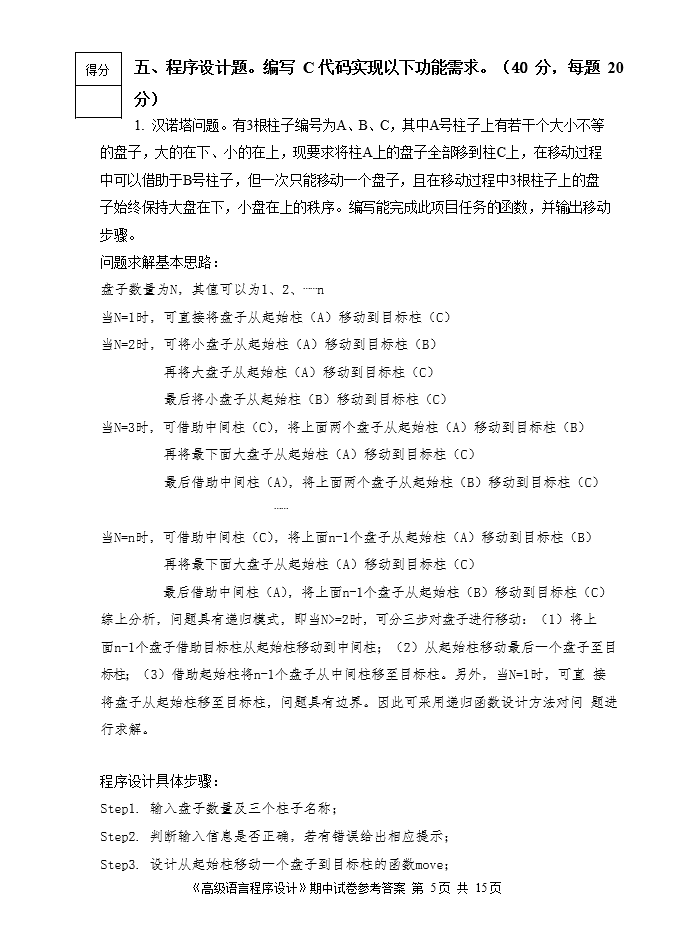 得分
五、程序设计题。编写 C 代码实现以下功能需求。（40 分，每题 20
分）
1. 汉诺塔问题。有3根柱子编号为A、B、C，其中A号柱子上有若干个大小不等
的盘子，大的在下、小的在上，现要求将柱A上的盘子全部移到柱C上，在移动过程
中可以借助于B号柱子，但一次只能移动一个盘子，且在移动过程中3根柱子上的盘
子始终保持大盘在下，小盘在上的秩序。编写能完成此项目任务的函数，并输出移动
步骤。
问题求解基本思路：
盘子数量为N，其值可以为1、2、……n
当N=1时，可直接将盘子从起始柱（A）移动到目标柱（C）
当N=2时，可将小盘子从起始柱（A）移动到目标柱（B）
再将大盘子从起始柱（A）移动到目标柱（C）
最后将小盘子从起始柱（B）移动到目标柱（C）
当N=3时，可借助中间柱（C），将上面两个盘子从起始柱（A）移动到目标柱（B）
再将最下面大盘子从起始柱（A）移动到目标柱（C）
最后借助中间柱（A），将上面两个盘子从起始柱（B）移动到目标柱（C）
……
当N=n时，可借助中间柱（C），将上面n-1个盘子从起始柱（A）移动到目标柱（B）
再将最下面大盘子从起始柱（A）移动到目标柱（C）
最后借助中间柱（A），将上面n-1个盘子从起始柱（B）移动到目标柱（C）
综上分析，问题具有递归模式，即当N>=2时，可分三步对盘子进行移动：（1）将上
面n-1个盘子借助目标柱从起始柱移动到中间柱；（2）从起始柱移动最后一个盘子至目
标柱；（3）借助起始柱将n-1个盘子从中间柱移至目标柱。另外，当N=1时，可直 接
将盘子从起始柱移至目标柱，问题具有边界。因此可采用递归函数设计方法对问 题进
行求解。
程序设计具体步骤：
Step1. 输入盘子数量及三个柱子名称；
Step2. 判断输入信息是否正确，若有错误给出相应提示；
Step3. 设计从起始柱移动一个盘子到目标柱的函数move；
《高级语言程序设计》期中试卷参考答案 第 5页 共 15页